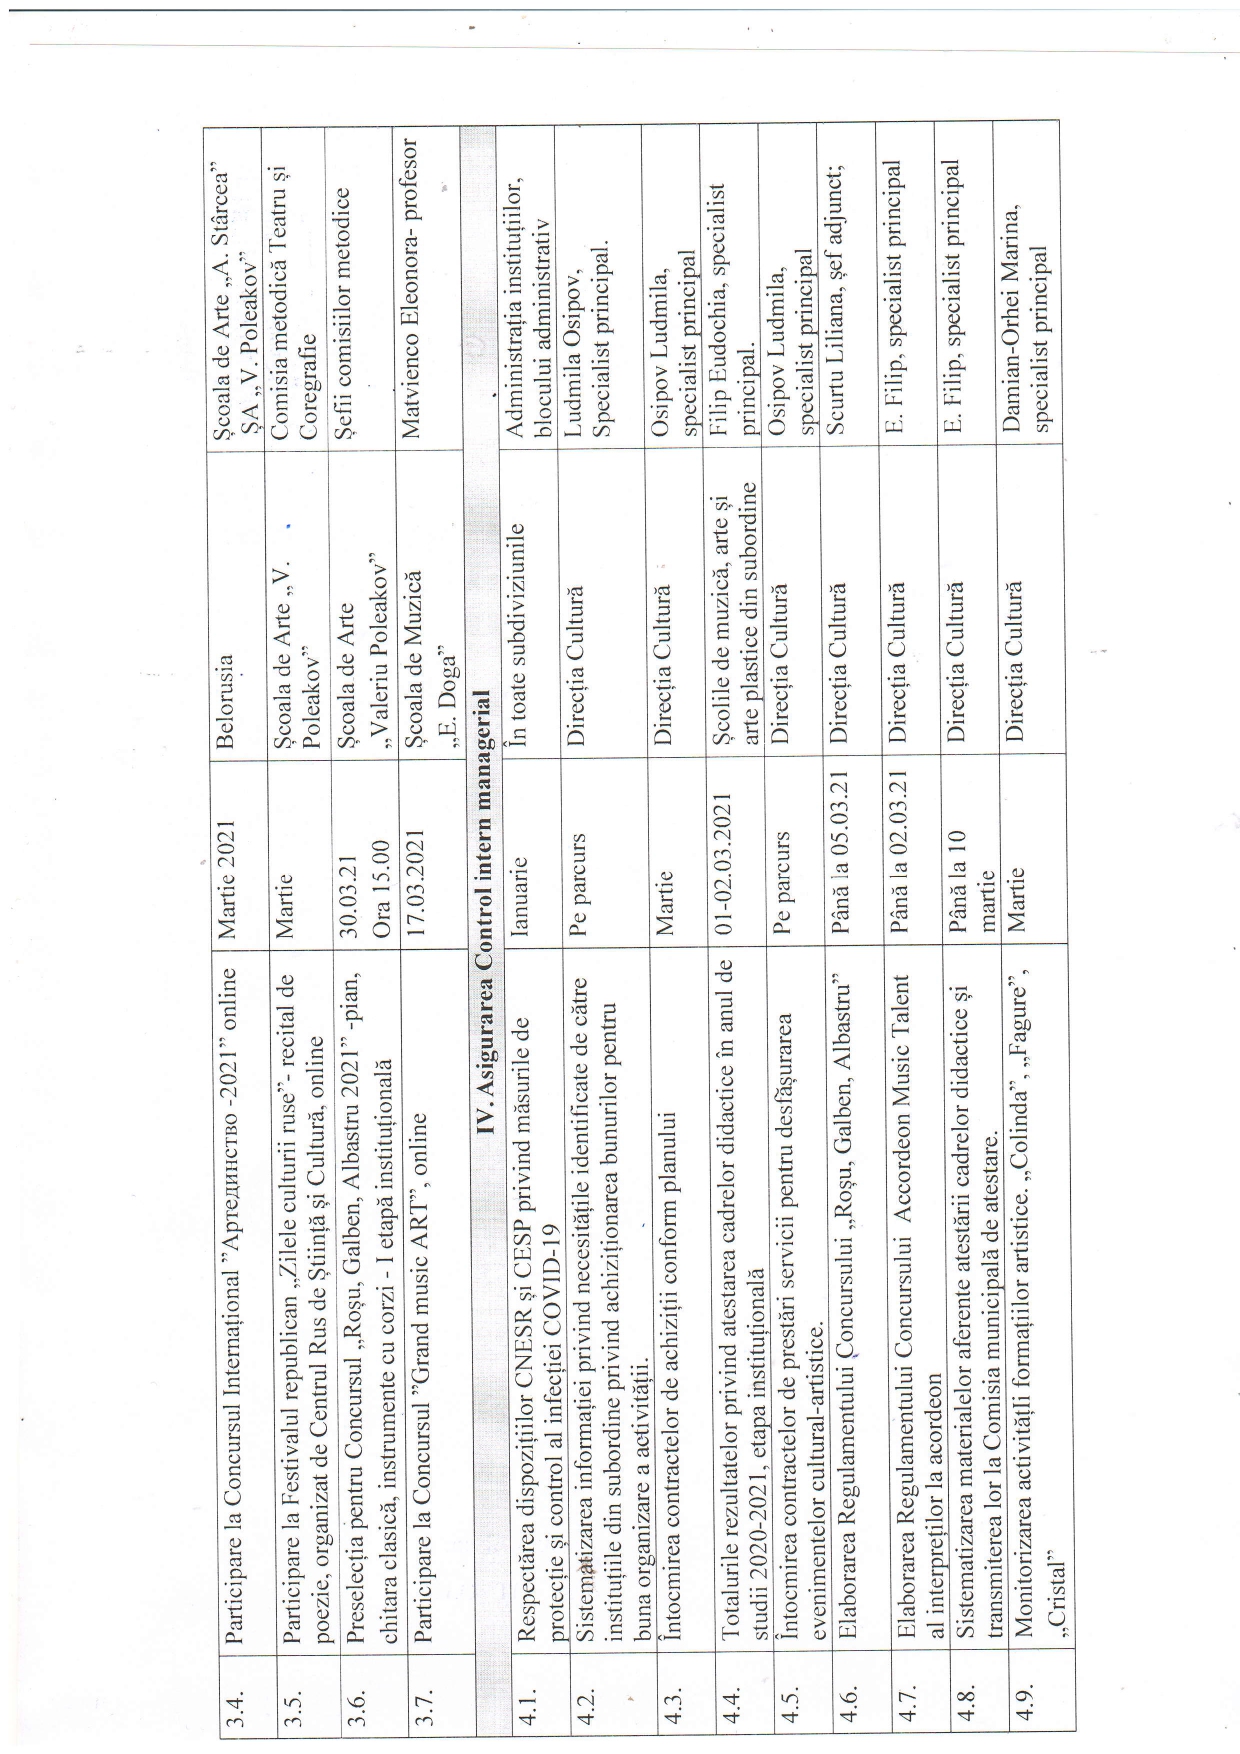 3.4. Participare la Concursul Internațional ”Артединство -2021” online Martie 2021 Belorusia Școala de Arte „A. Stârcea”
ȘA „V. Poleakov”
3.5. Participare la Festivalul republican „Zilele culturii ruse”- recital de Martie Școala de Arte „V. Comisia metodică Teatru și
poezie, organizat de Centrul Rus de Știință și Cultură, online Poleakov” Coregrafie
3.6. Preselecția pentru Concursul „Roșu, Galben, Albastru 2021” -pian, 30.03.21 Școala de Arte Șefii comisiilor metodice
chitara clasică, instrumente cu corzi - I etapă instituțională Ora 15.00 „Valeriu Poleakov”
3.7. Participare la Concursul ”Grand music ART”, online 17.03.2021 Școala de Muzică Matvienco Eleonora- profesor
„E. Doga”
IV. Asigurarea Control intern managerial
4.1. Respectărea dispozițiilor CNESR și CESP privind măsurile de Ianuarie În toate subdiviziunile Administrația instituțiilor,
protecție și control al infecției COVID-19 blocului administrativ
4.2. Sistematizarea informației privind necesitățile identificate de către Pe parcurs Direcția Cultură Ludmila Osipov,
instituțiile din subordine privind achiziționarea bunurilor pentru Specialist principal.
buna organizare a activității.
4.3. Întocmirea contractelor de achiziții conform planului Martie Direcția Cultură Osipov Ludmila,
specialist principal
4.4. Totalurile rezultatelor privind atestarea cadrelor didactice în anul de 01-02.03.2021 Școlile de muzică, arte și Filip Eudochia, specialist
studii 2020-2021, etapa instituțională arte plastice din subordine principal.
4.5. Întocmirea contractelor de prestări servicii pentru desfășurarea Pe parcurs Direcția Cultură Osipov Ludmila,
evenimentelor cultural-artistice. specialist principal
4.6. Elaborarea Regulamentului Concursului „Roșu, Galben, Albastru” Până la 05.03.21 Direcția Cultură Scurtu Liliana, șef adjunct;
4.7. Elaborarea Regulamentului Concursului Accordeon Music Talent Până la 02.03.21 Direcția Cultură E. Filip, specialist principal
al interpreților la acordeon
4.8. Sistematizarea materialelor aferente atestării cadrelor didactice și Până la 10 Direcția Cultură E. Filip, specialist principal
transmiterea lor la Comisia municipală de atestare. martie
4.9. Monitorizarea activitățIi formațiilor artistice. „Colinda”, „Fagure”, Martie Direcția Cultură Damian-Orhei Marina,
„Cristal” specialist principal